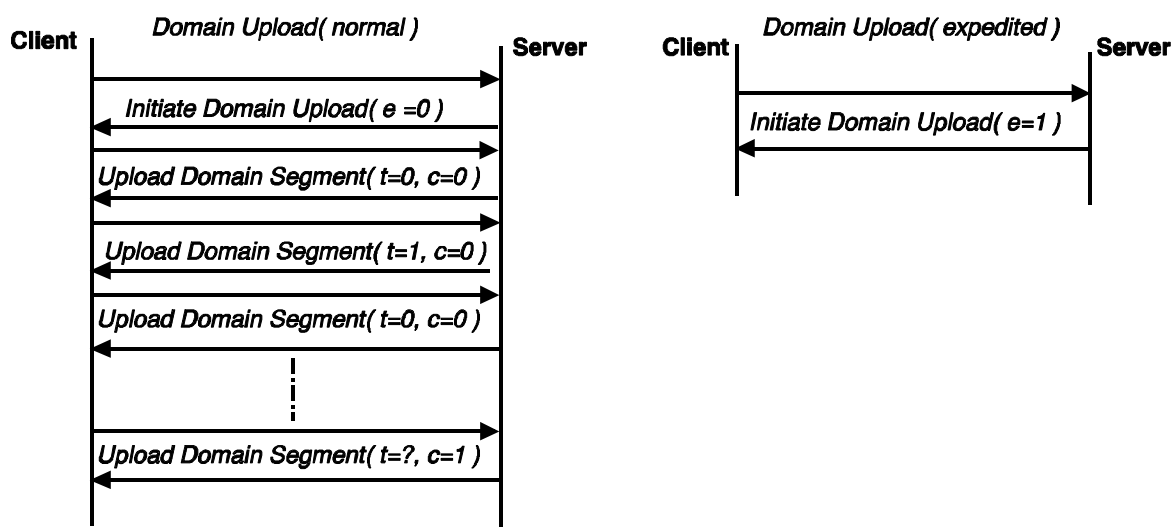 Domain Upload( normal )
Client
Server
Initiate Domain Upload( e =0 )
Upload Domain Segment( t=0, c=0 )
Upload Domain Segment( t=1, c=0 )
Upload Domain Segment( t=0, c=0 )
Upload Domain Segment( t=?, c=1 )
Domain Upload( expedited )
Client
Server
Initiate Domain Upload( e=1 )